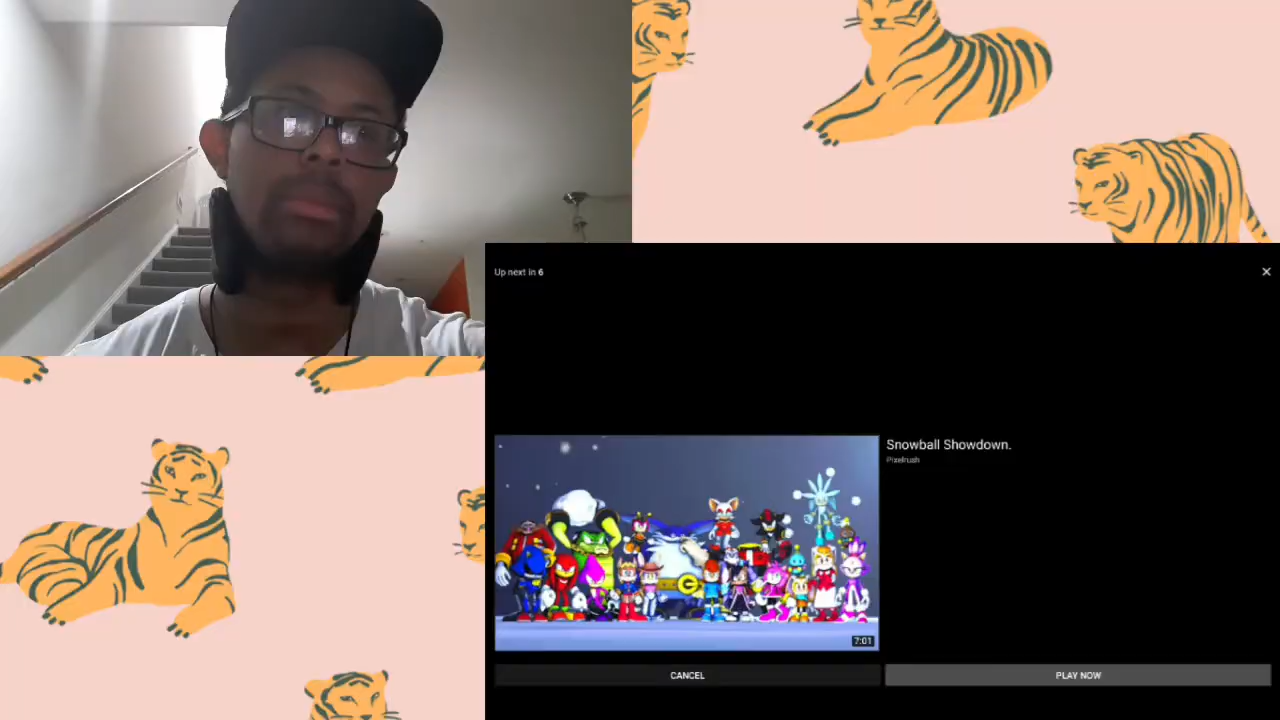 Up next in 6
Snowball Showdown.
Pixelrush
7:01
CANCEL
PLAY NOW